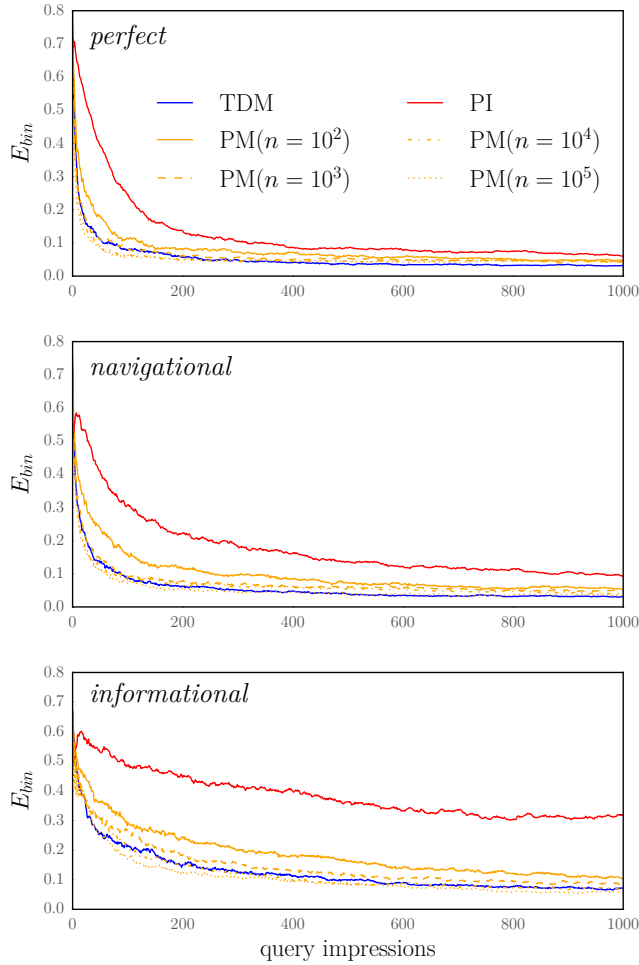 perfect
0.8
0.7
0.6
0.5
0.4
0.3
0.2
0.1
0.0
E_bin
TDM
PI
PM(n = 10^2)
PM(n = 10^4)
PM(n = 10^3)
PM(n = 10^5)
0 200 400 600 800 1000
navigational
0.8
0.7
0.6
0.5
0.4
0.3
0.2
0.1
0.0
E_bin
0 200 400 600 800 1000
informational
0.8
0.7
0.6
0.5
0.4
0.3
0.2
0.1
0.0
E_bin
0 200 400 600 800 1000
query impressions